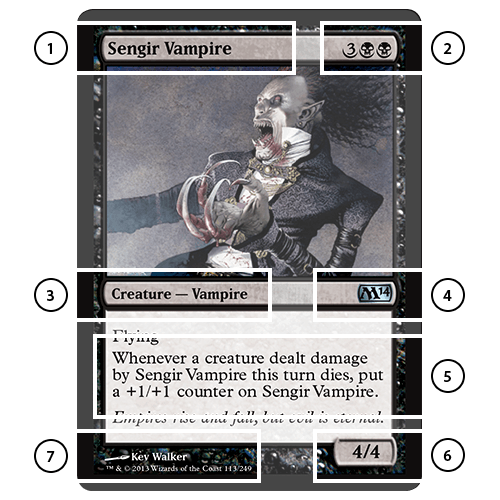 1
Sengir Vampire
3
2
3
Creature — Vampire
M14
4
Flying
Whenever a creature dealt damage
by Sengir Vampire this turn dies, put
a +1/+1 counter on Sengir Vampire.
5
Empires rise and fall, but evil is eternal.
7
Kev Walker
4/4
6
™ & © 2013 Wizards of the Coast 113/249